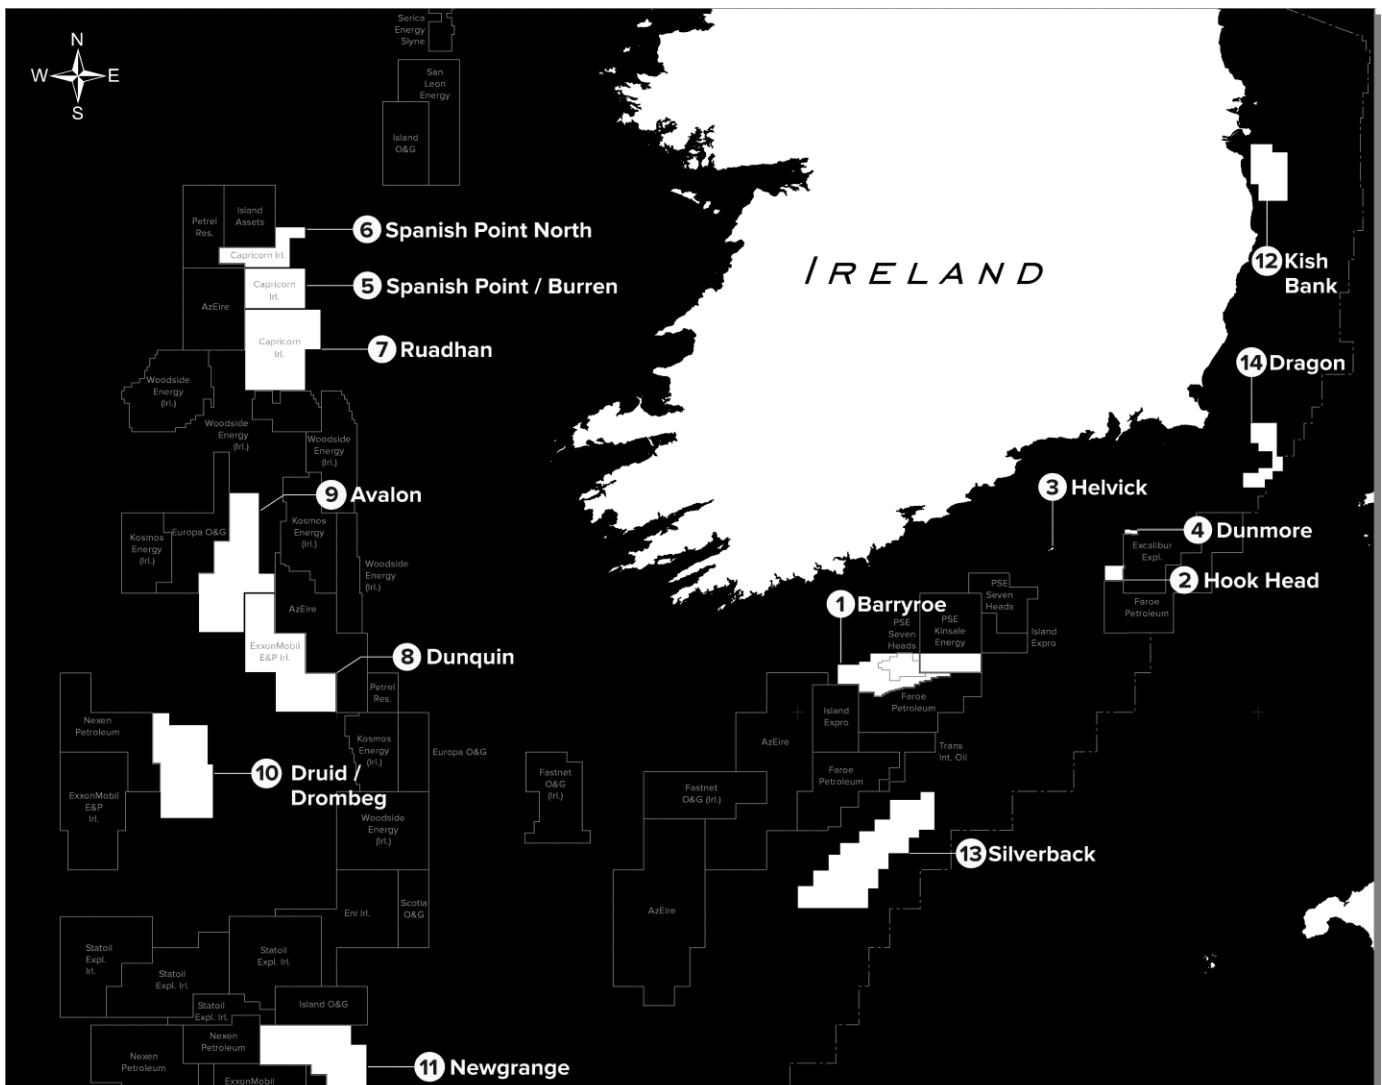 Serica
Energy
Slyne
N
W E
S
San
Leon
Energy
Island
O&G
Petrel
Res.
Island
Assets
6 Spanish Point North
Capricorn Irl.
5 Spanish Point / Burren
Capricorn
Irl.
AzEire
7 Ruadhan
Capricorn
Irl.
IRELAND
12 Kish
Bank
14 Dragon
Woodside
Energy
(Irl.)
Woodside
Energy
(Irl.)
Woodside
Energy
(Irl.)
9 Avalon
3 Helvick
Kosmos
Energy
(Irl.)
Europa O&G
Kosmos
Energy
(Irl.)
4 Dunmore
Excalibur
Expl.
Woodside
Energy
(Irl.)
2 Hook Head
PSE
Seven
Heads
AzEire
1 Barryroe
Faroe
Petroleum
PSE
Seven
Heads
PSE
Kinsale
Energy
Island
Expro
ExxonMobil
E&P Irl.
8 Dunquin
Petrel
Res.
Faroe
Petroleum
Island
Expro
Nexen
Petroleum
Kosmos
Energy
(Irl.)
Europa O&G
AzEire
Trans
Int. Oil
10 Druid /
Drombeg
Fastnet
O&G
(Irl.)
Faroe
Petroleum
Fastnet
O&G (Irl.)
ExxonMobil
E&P
Irl.
Woodside
Energy
(Irl.)
13 Silverback
Eni Irl.
Scotia
O&G
AzEire
Statoil
Expl.
Irl.
Statoil
Expl. Irl.
Statoil
Expl. Irl.
Statoil
Expl. Irl.
Island O&G
Nexen
Petroleum
Nexen
Petroleum
11 Newgrange
ExxonMobil